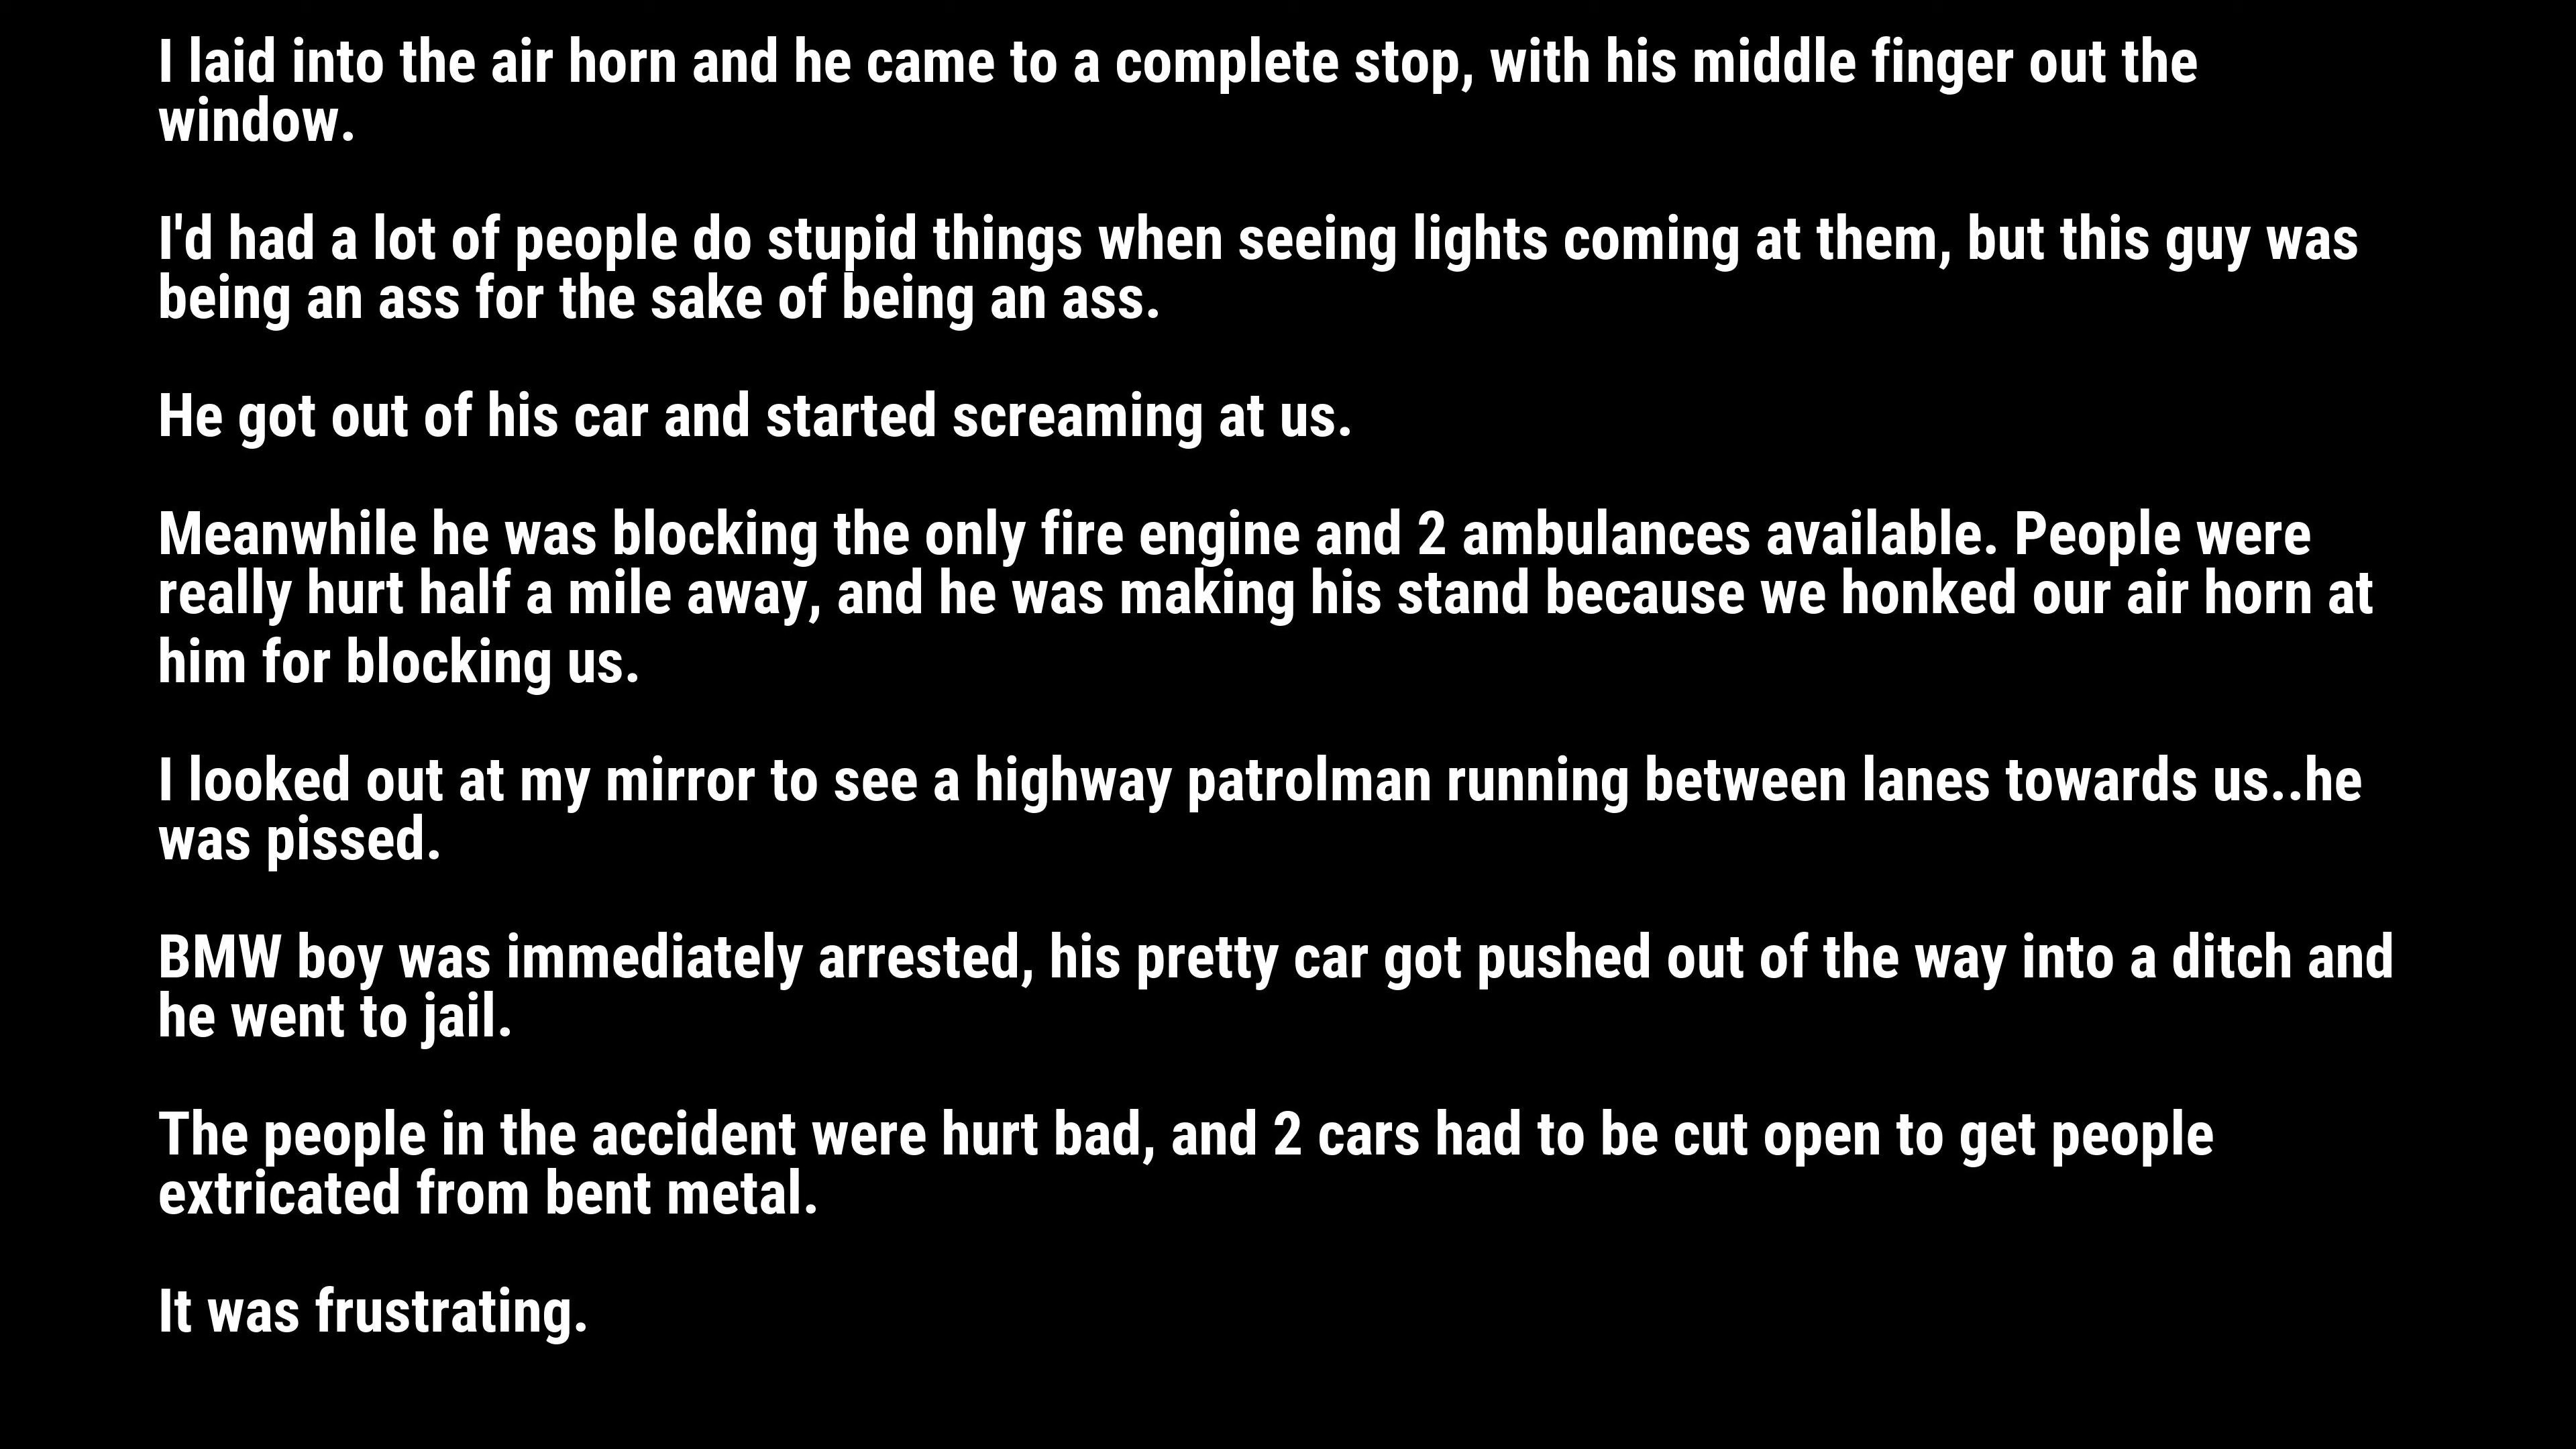 I laid into the air horn and he came to a complete stop, with his middle finger out the
window.
I'd had a lot of people do stupid things when seeing lights coming at them, but this guy was
being an ass for the sake of being an ass.
He got out of his car and started screaming at us.
Meanwhile he was blocking the only fire engine and 2 ambulances available. People were
really hurt half a mile away, and he was making his stand because we honked our air horn at
him for blocking us.
I looked out at my mirror to see a highway patrolman running between lanes towards us..he
was pissed.
BMW boy was immediately arrested, his pretty car got pushed out of the way into a ditch and
he went to jail.
The people in the accident were hurt bad, and 2 cars had to be cut open to get people
extricated from bent metal.
It was frustrating.